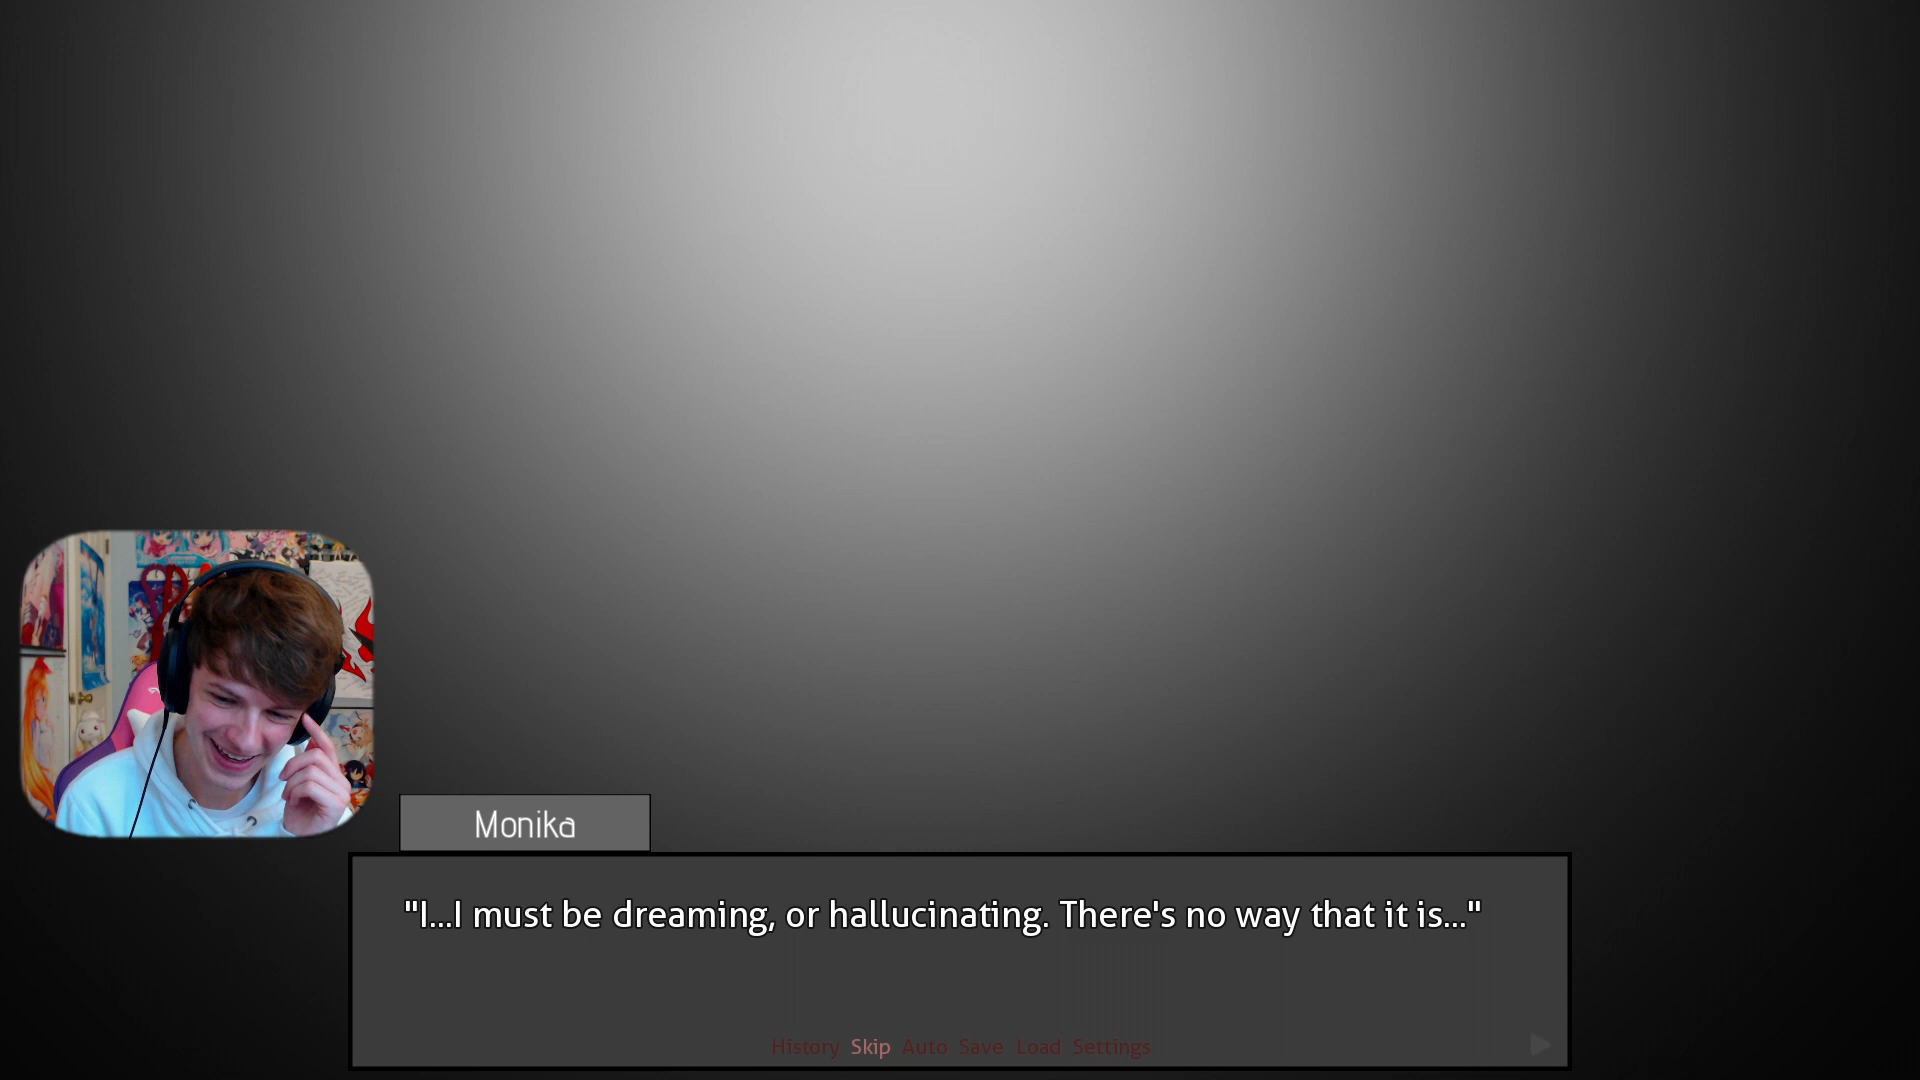 Monika
"I...I must be dreaming, or hallucinating. There's no way that it is..."
History Skip Auto Save Load Settings